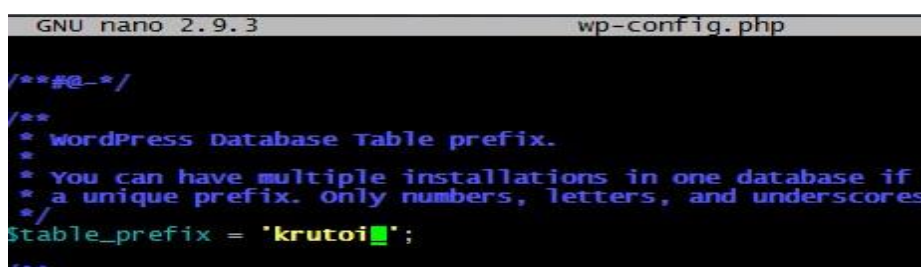 GNU nano 2.9.3 wp-config.php
/**#@-*/
/**
* WordPress Database Table prefix.
*
* You can have multiple installations in one database if
* a unique prefix. Only numbers, letters, and underscores
*/
$table_prefix = 'krutoi_';